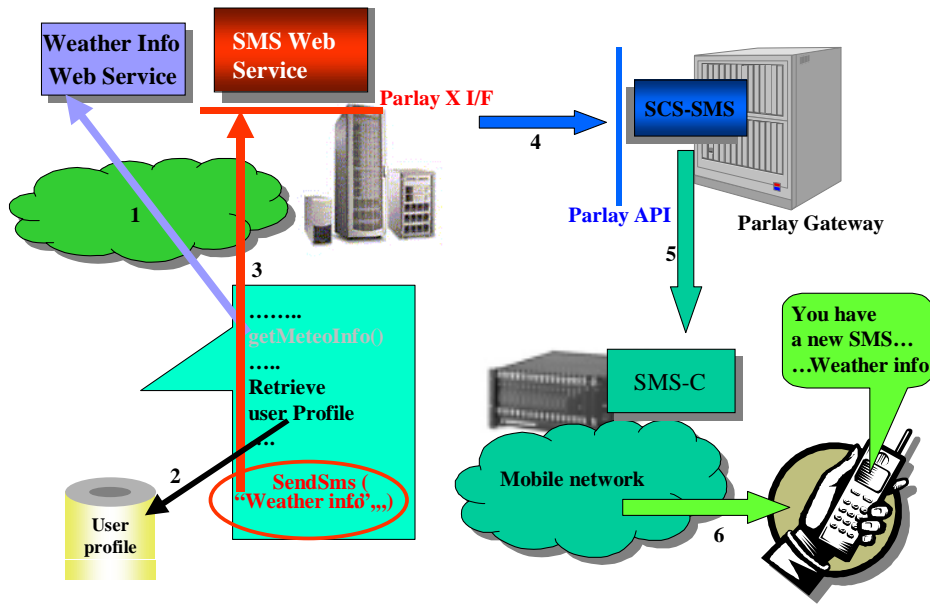 Weather Info
Web Service
SMS Web
Service
Parlay X I/F
SCS-SMS
4
Parlay API
Parlay Gateway
1
3
5
……..
getMeteoInfo()
…..
Retrieve
user Profile
….
SendSms (
“Weather info”,,,)
2
User
profile
SMS-C
You have
a new SMS…
…Weather info
Mobile network
6